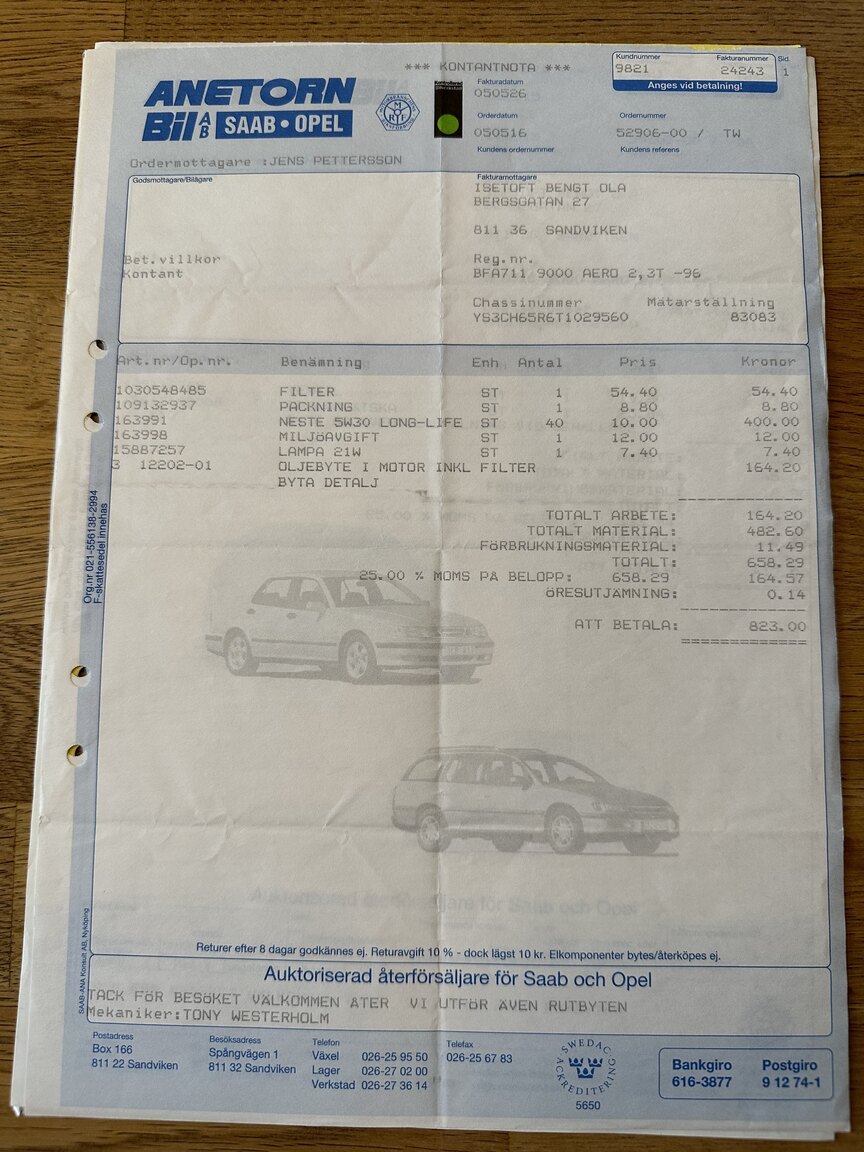 *** KONTANTNOTA ***
Kundnummer Fakturanummer Sid
9821 24243 1
Anges vid betalning!
ANETORN
Bil AB SAAB • OPEL
MRF
Fakturadatum
050526
Orderdatum Ordernummer
050516 52906-00 / TW
Kundens ordernummer Kundens referens
Ordermottagare :JENS PETTERSSON
Godsmottagare/Bilägare Fakturamottagare
ISETOFT BENGT OLA
BERGSGATAN 27
811 36 SANDVIKEN
Bet.villkor Reg.nr.
Kontant BFA711 9000 AERO 2,3T -96
Chassinummer Mätarställning
YS3CH65R6T1029560 83083
Art.nr/Op.nr. Benämning Enh Antal Pris Kronor
1030548485 FILTER ST 1 54.40 54.40
109132937 PACKNING ST 1 8.80 8.80
163991 NESTE 5W30 LONG-LIFE ST 40 10.00 400.00
163998 MILJÖAVGIFT ST 1 12.00 12.00
15887257 LAMPA 21W ST 1 7.40 7.40
3 12202-01 OLJEBYTE I MOTOR INKL FILTER 164.20
BYTA DETALJ
TOTALT ARBETE: 164.20
TOTALT MATERIAL: 482.60
FÖRBRUKNINGSMATERIAL: 11.49
TOTALT: 658.29
25.00 % MOMS PÅ BELOPP: 658.29 164.57
ÖRESUTJÄMNING: 0.14
ATT BETALA: 823.00
Org.nr 021-556138-2994
F-skattesedel innehas
SAAB-ANA Konsult AB, Nyköping
Returer efter 8 dagar godkännes ej. Returavgift 10 % - dock lägst 10 kr. Elkomponenter bytes/återköpes ej.
Auktoriserad återförsäljare för Saab och Opel
TACK FÖR BESÖKET VÄLKOMMEN ÅTER VI UTFÖR ÄVEN RUTBYTEN
Mekaniker:TONY WESTERHOLM
Postadress
Box 166
811 22 Sandviken
Besöksadress
Spångvägen 1
811 32 Sandviken
Telefon
Växel 026-25 95 50
Lager 026-27 02 00
Verkstad 026-27 36 14
Telefax
026-25 67 83
SWEDAC ACKREDITERING
5650
Bankgiro Postgiro
616-3877 9 12 74-1